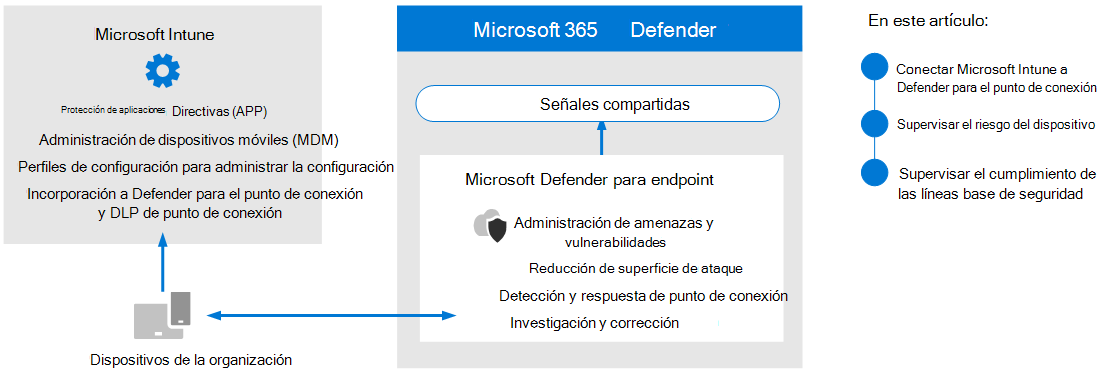 Microsoft Intune
Protección de aplicaciones Directivas (APP)
Administración de dispositivos móviles (MDM)
Perfiles de configuración para administrar la configuración
Incorporación a Defender para el punto de conexión
y DLP de punto de conexión
Dispositivos de la organización
Microsoft 365 Defender
Señales compartidas
Microsoft Defender para endpoint
Administración de amenazas y
vulnerabilidades
Reducción de superficie de ataque
Detección y respuesta de punto de conexión
Investigación y corrección
En este artículo:
Conectar Microsoft Intune a
Defender para el punto de conexión
Supervisar el riesgo del dispositivo
Supervisar el cumplimiento de
las líneas base de seguridad